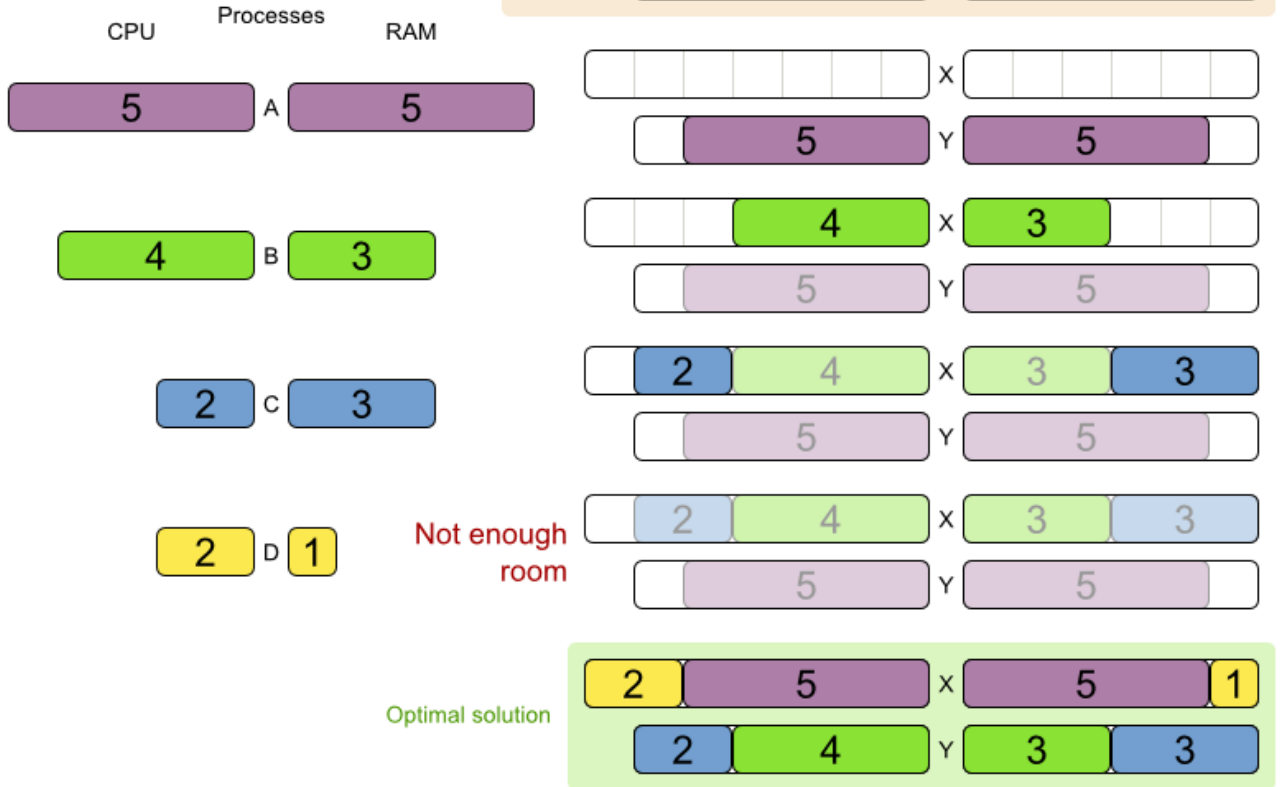 Processes
CPU RAM
5 A 5
4 B 3
2 C 3
2 D 1
X
5 Y 5
4 X 3
5 Y 5
2 4 X 3 3
5 Y 5
Not enough
room
2 4 X 3 3
5 Y 5
Optimal solution
2 5 X 5 1
2 4 Y 3 3